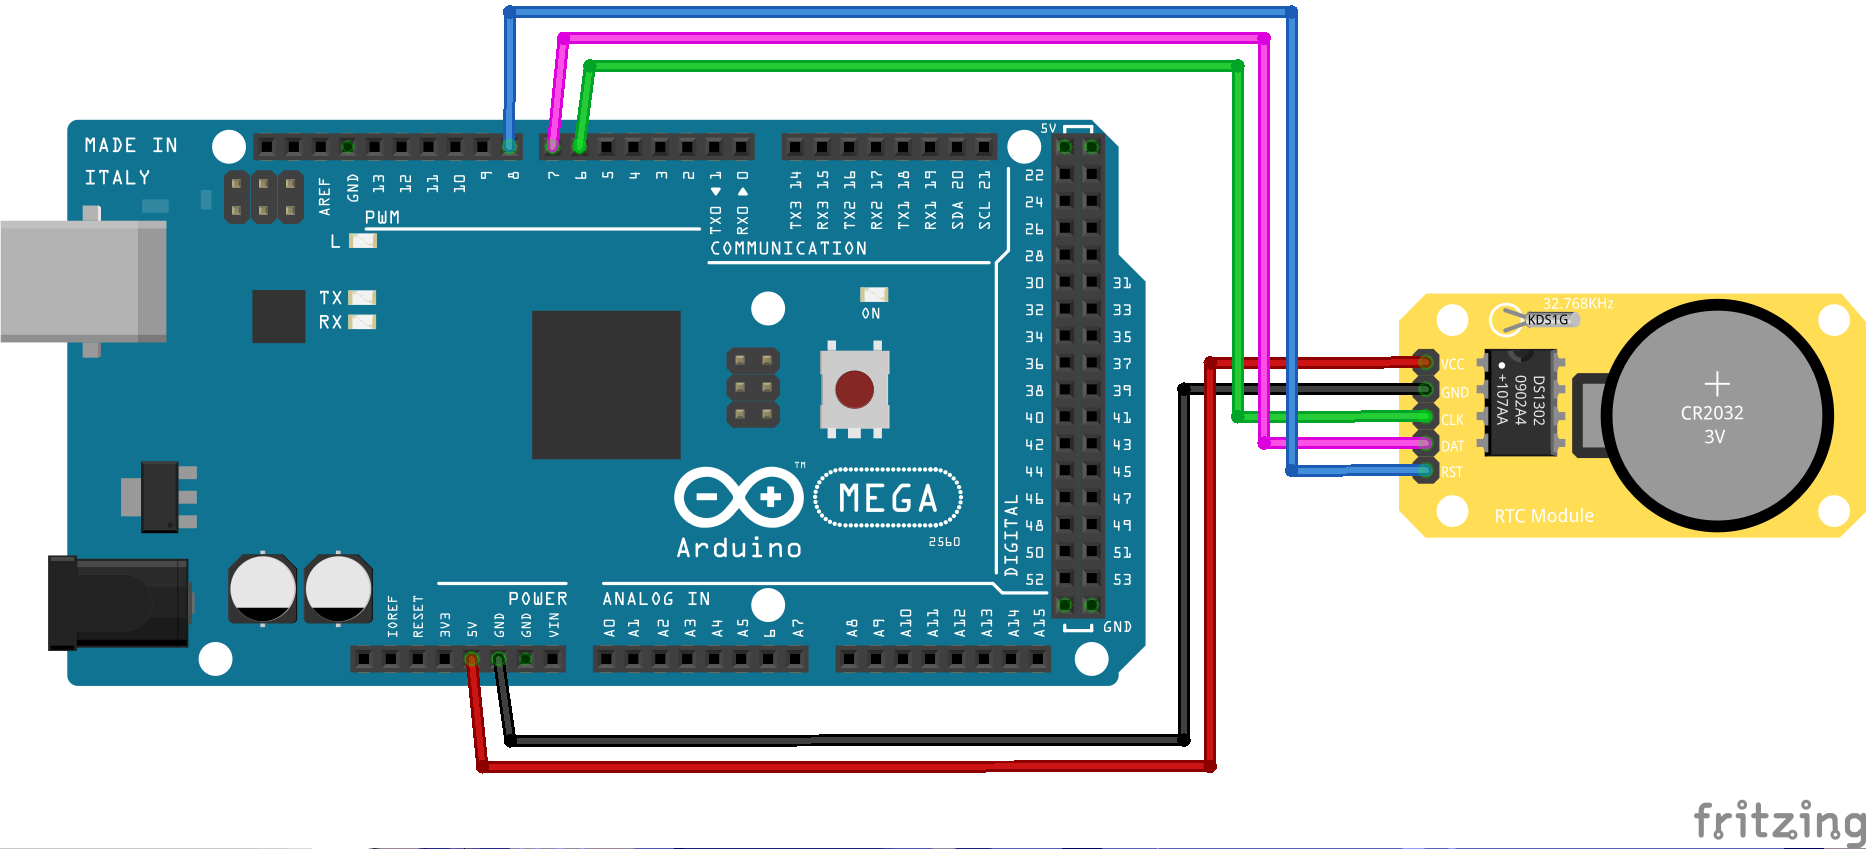 MADE IN
ITALY
AREF
GND
13
12
11
10
9
8
7
6
5
4
3
2
TX0 ◀ 1
RX0 ▶ 0
TX3 14
RX3 15
TX2 16
RX2 17
TX1 18
RX1 19
SDA 20
SCL 21
5V
PWM
L
COMMUNICATION
TX
RX
ON
22
24
26
28
30 31
32 33
34 35
36 37
38 39
40 41
42 43
44 45
46 47
48 49
50 51
52 53
GND
DIGITAL
MEGA
TM
Arduino
2560
POWER
ANALOG IN
IOREF
RESET
3V3
5V
GND
GND
VIN
A0
A1
A2
A3
A4
A5
6
A7
A8
A9
A10
A11
A12
A13
A14
A15
32.768KHz
KDS1G
VCC
GND
CLK
DAT
RST
DS1302
0902A4
+107AA
CR2032
3V
RTC Module
fritzing